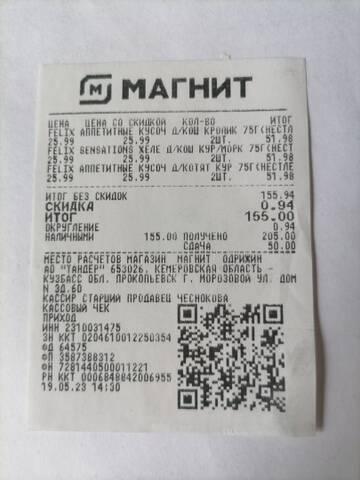 МАГНИТ
ЦЕНА ЦЕНА СО СКИДКОЙ КОЛ-ВО ИТОГ
FELIX АППЕТИТНЫЕ КУСОЧ Д/КОШ КРОЛИК 75Г(НЕСТЛ
25.99 25.99 2ШТ. 51.98
FELIX SENSATIONS ЖЕЛЕ Д/КОШ КУР/МОРК 75Г(НЕСТ
25.99 25.99 2ШТ. 51.98
FELIX АППЕТИТНЫЕ КУСОЧ Д/КОТЯТ КУР 75Г(НЕСТЛЕ
25.99 25.99 2ШТ. 51.98
ИТОГ БЕЗ СКИДОК 155.94
СКИДКА 0.94
ИТОГ 155.00
ОКРУГЛЕНИЕ 0.94
НАЛИЧНЫМИ 155.00 ПОЛУЧЕНО 205.00
СДАЧА 50.00
МЕСТО РАСЧЕТОВ МАГАЗИН МАГНИТ ОДРИЖИН
АО "ТАНДЕР" 653026, КЕМЕРОВСКАЯ ОБЛАСТЬ -
КУЗБАСС ОБЛ, ПРОКОПЬЕВСК Г, МОРОЗОВОЙ УЛ, ДОМ
N ЗД.60
КАССИР СТАРШИЙ ПРОДАВЕЦ ЧЕСНОКОВА
КАССОВЫЙ ЧЕК
ПРИХОД
ИНН 2310031475
ЗН ККТ 0204610012250354
ФД 64575
ФП 3587388312
ФН 7281440500011221
РН ККТ 0006848842006955
19.05.23 14:30